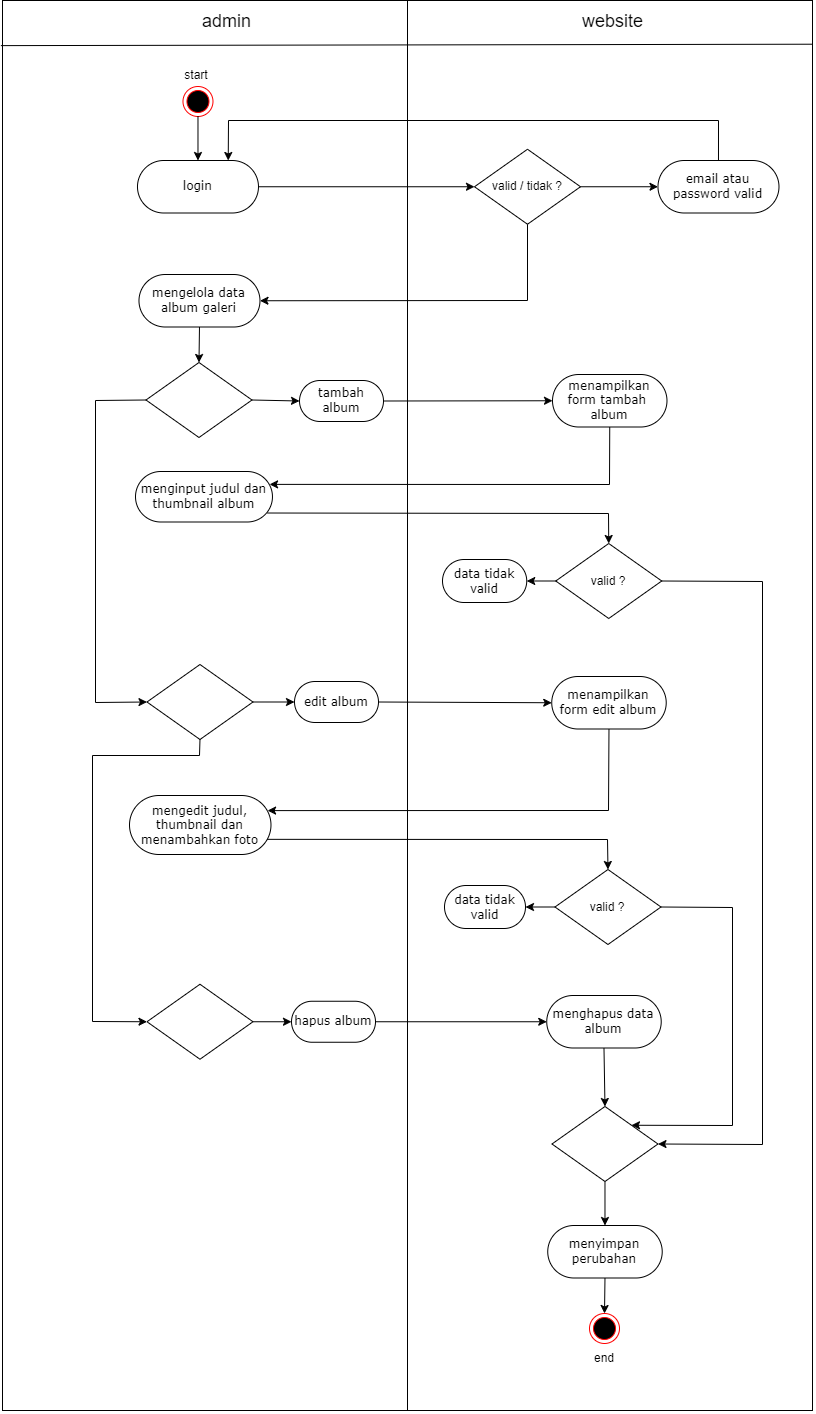 admin
website
start
login
valid / tidak ?
email atau
password valid
mengelola data
album galeri
tambah
album
menampilkan
form tambah
album
menginput judul dan
thumbnail album
data tidak
valid
valid ?
edit album
menampilkan
form edit album
mengedit judul,
thumbnail dan
menambahkan foto
data tidak
valid
valid ?
hapus album
menghapus data
album
menyimpan
perubahan
end